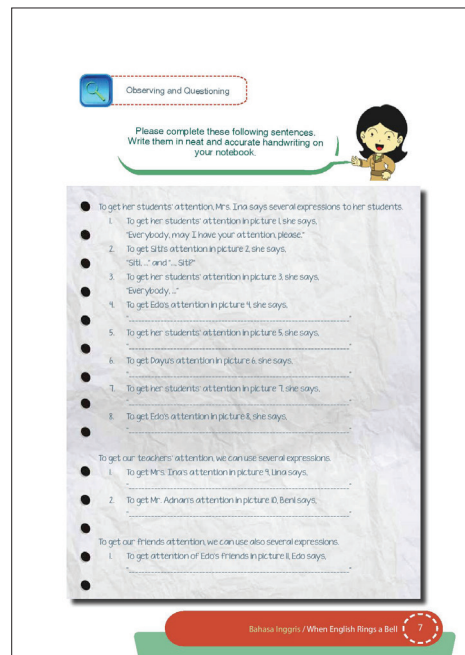 Observing and Questioning
Please complete these following sentences.
Write them in neat and accurate handwriting on
your notebook.
To get her students' attention, Mrs. Ina says several expressions to her students.
1. To get her students' attention in picture 1, she says,
"Everybody, may I have your attention, please."
2. To get Siti's attention in picture 2, she says,
"Siti, ..." and "... Siti?"
3. To get her students' attention in picture 3, she says,
"Everybody, ..."
4. To get Edo's attention in picture 4, she says,
"_____"
5. To get her students' attention in picture 5, she says,
"_____"
6. To get Dayu's attention in picture 6, she says,
"_____"
7. To get her students' attention in picture 7, she says,
"_____"
8. To get Edo's attention in picture 8, she says,
"_____"
To get our teachers' attention, we can use several expressions.
1. To get Mrs. Ina's attention in picture 9, Lina says,
"_____"
2. To get Mr. Adnan's attention in picture 10, Beni says,
"_____"
To get our friends attention, we can use also several expressions.
1. To get attention of Edo's friends in picture 11, Edo says,
"_____"
Bahasa Inggris / When English Rings a Bell 7